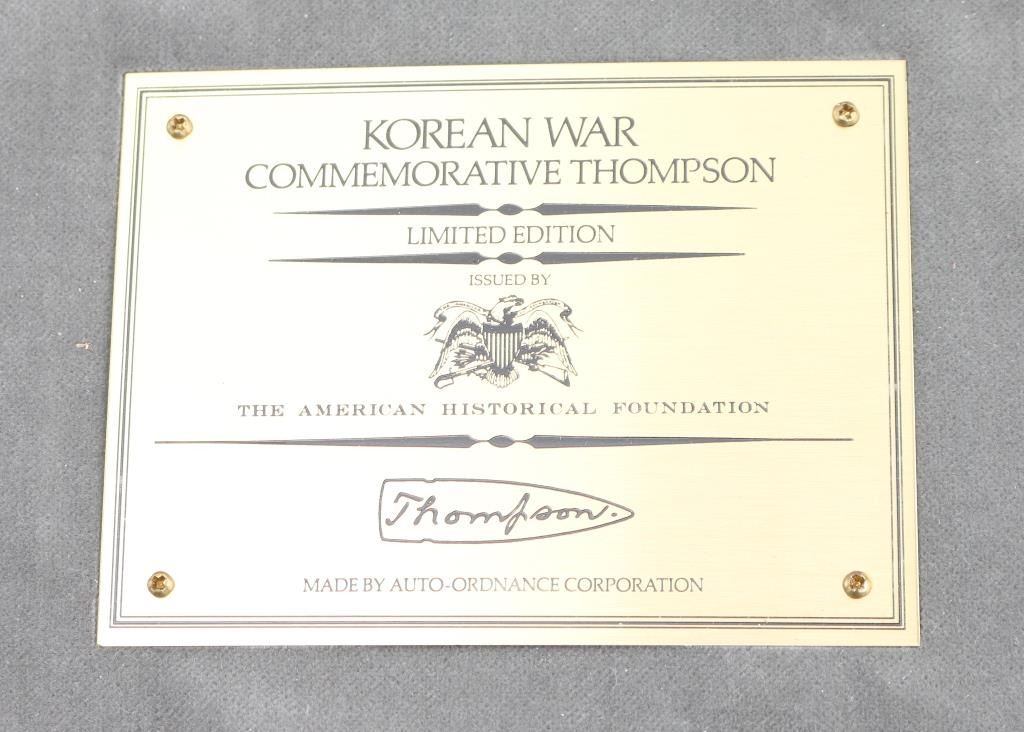 KOREAN WAR
COMMEMORATIVE THOMPSON
LIMITED EDITION
ISSUED BY
THE AMERICAN HISTORICAL FOUNDATION
Thompson.
MADE BY AUTO-ORDNANCE CORPORATION